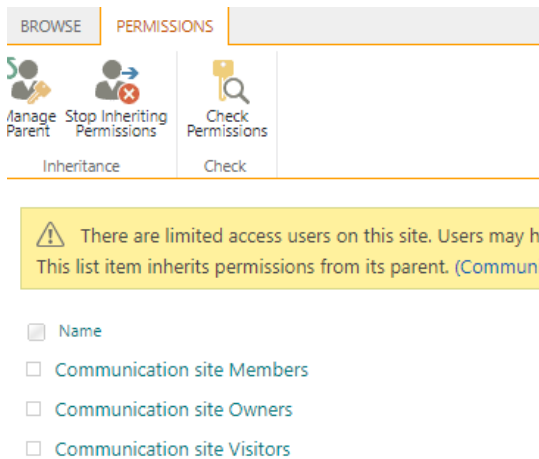 BROWSE PERMISSIONS
Manage Stop Inheriting Check
Parent Permissions Permissions
Inheritance Check
There are limited access users on this site. Users may h
This list item inherits permissions from its parent. (Commun
Name
Communication site Members
Communication site Owners
Communication site Visitors